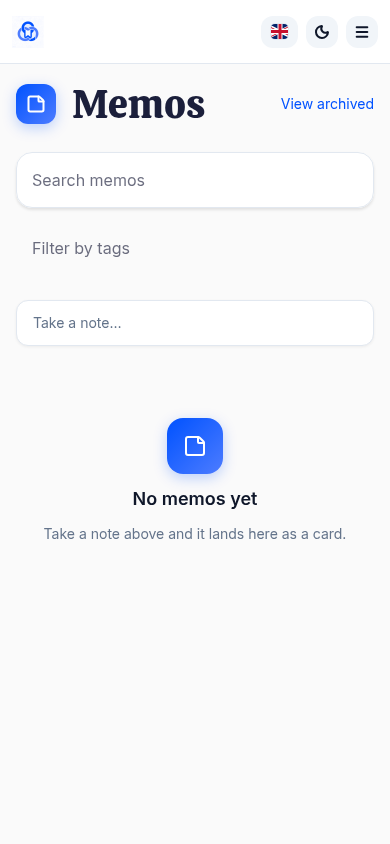 Memos
View archived
Search memos
Filter by tags
Take a note...
No memos yet
Take a note above and it lands here as a card.